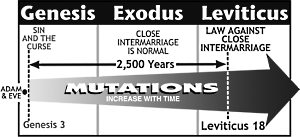 Genesis Exodus Leviticus
SIN
AND THE
CURSE
CLOSE
INTERMARRIAGE
IS NORMAL
LAW AGAINST
CLOSE
INTERMARRIAGE
2,500 Years
ADAM
& EVE
MUTATIONS
INCREASE WITH TIME
Genesis 3
Leviticus 18